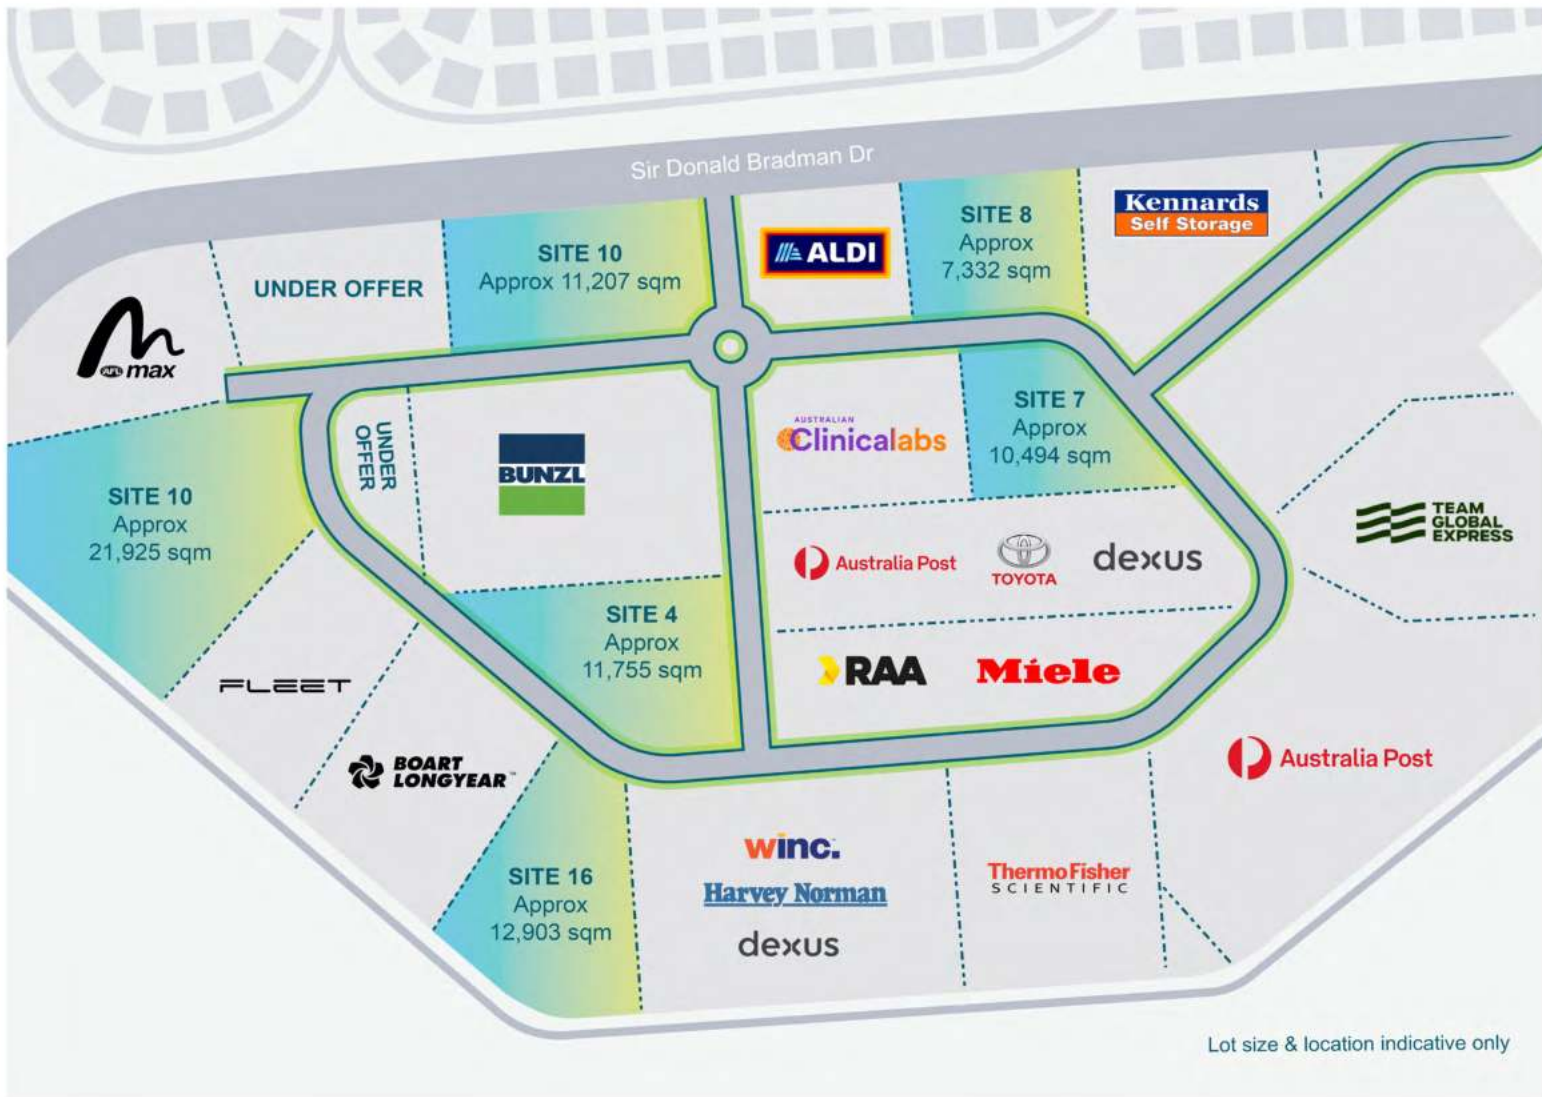 Sir Donald Bradman Dr
Kennards
Self Storage
SITE 8
Approx
7,332 sqm
ALDI
SITE 10
Approx 11,207 sqm
UNDER OFFER
AFL max
SITE 7
Approx
10,494 sqm
AUSTRALIAN
Clinicalabs
UNDER
OFFER
BUNZL
SITE 10
Approx
21,925 sqm
TEAM
GLOBAL
EXPRESS
Australia Post
TOYOTA
dexus
SITE 4
Approx
11,755 sqm
RAA
Miele
FLEET
BOART
LONGYEAR™
Australia Post
winc.
Harvey Norman
dexus
ThermoFisher
SCIENTIFIC
SITE 16
Approx
12,903 sqm
Lot size & location indicative only